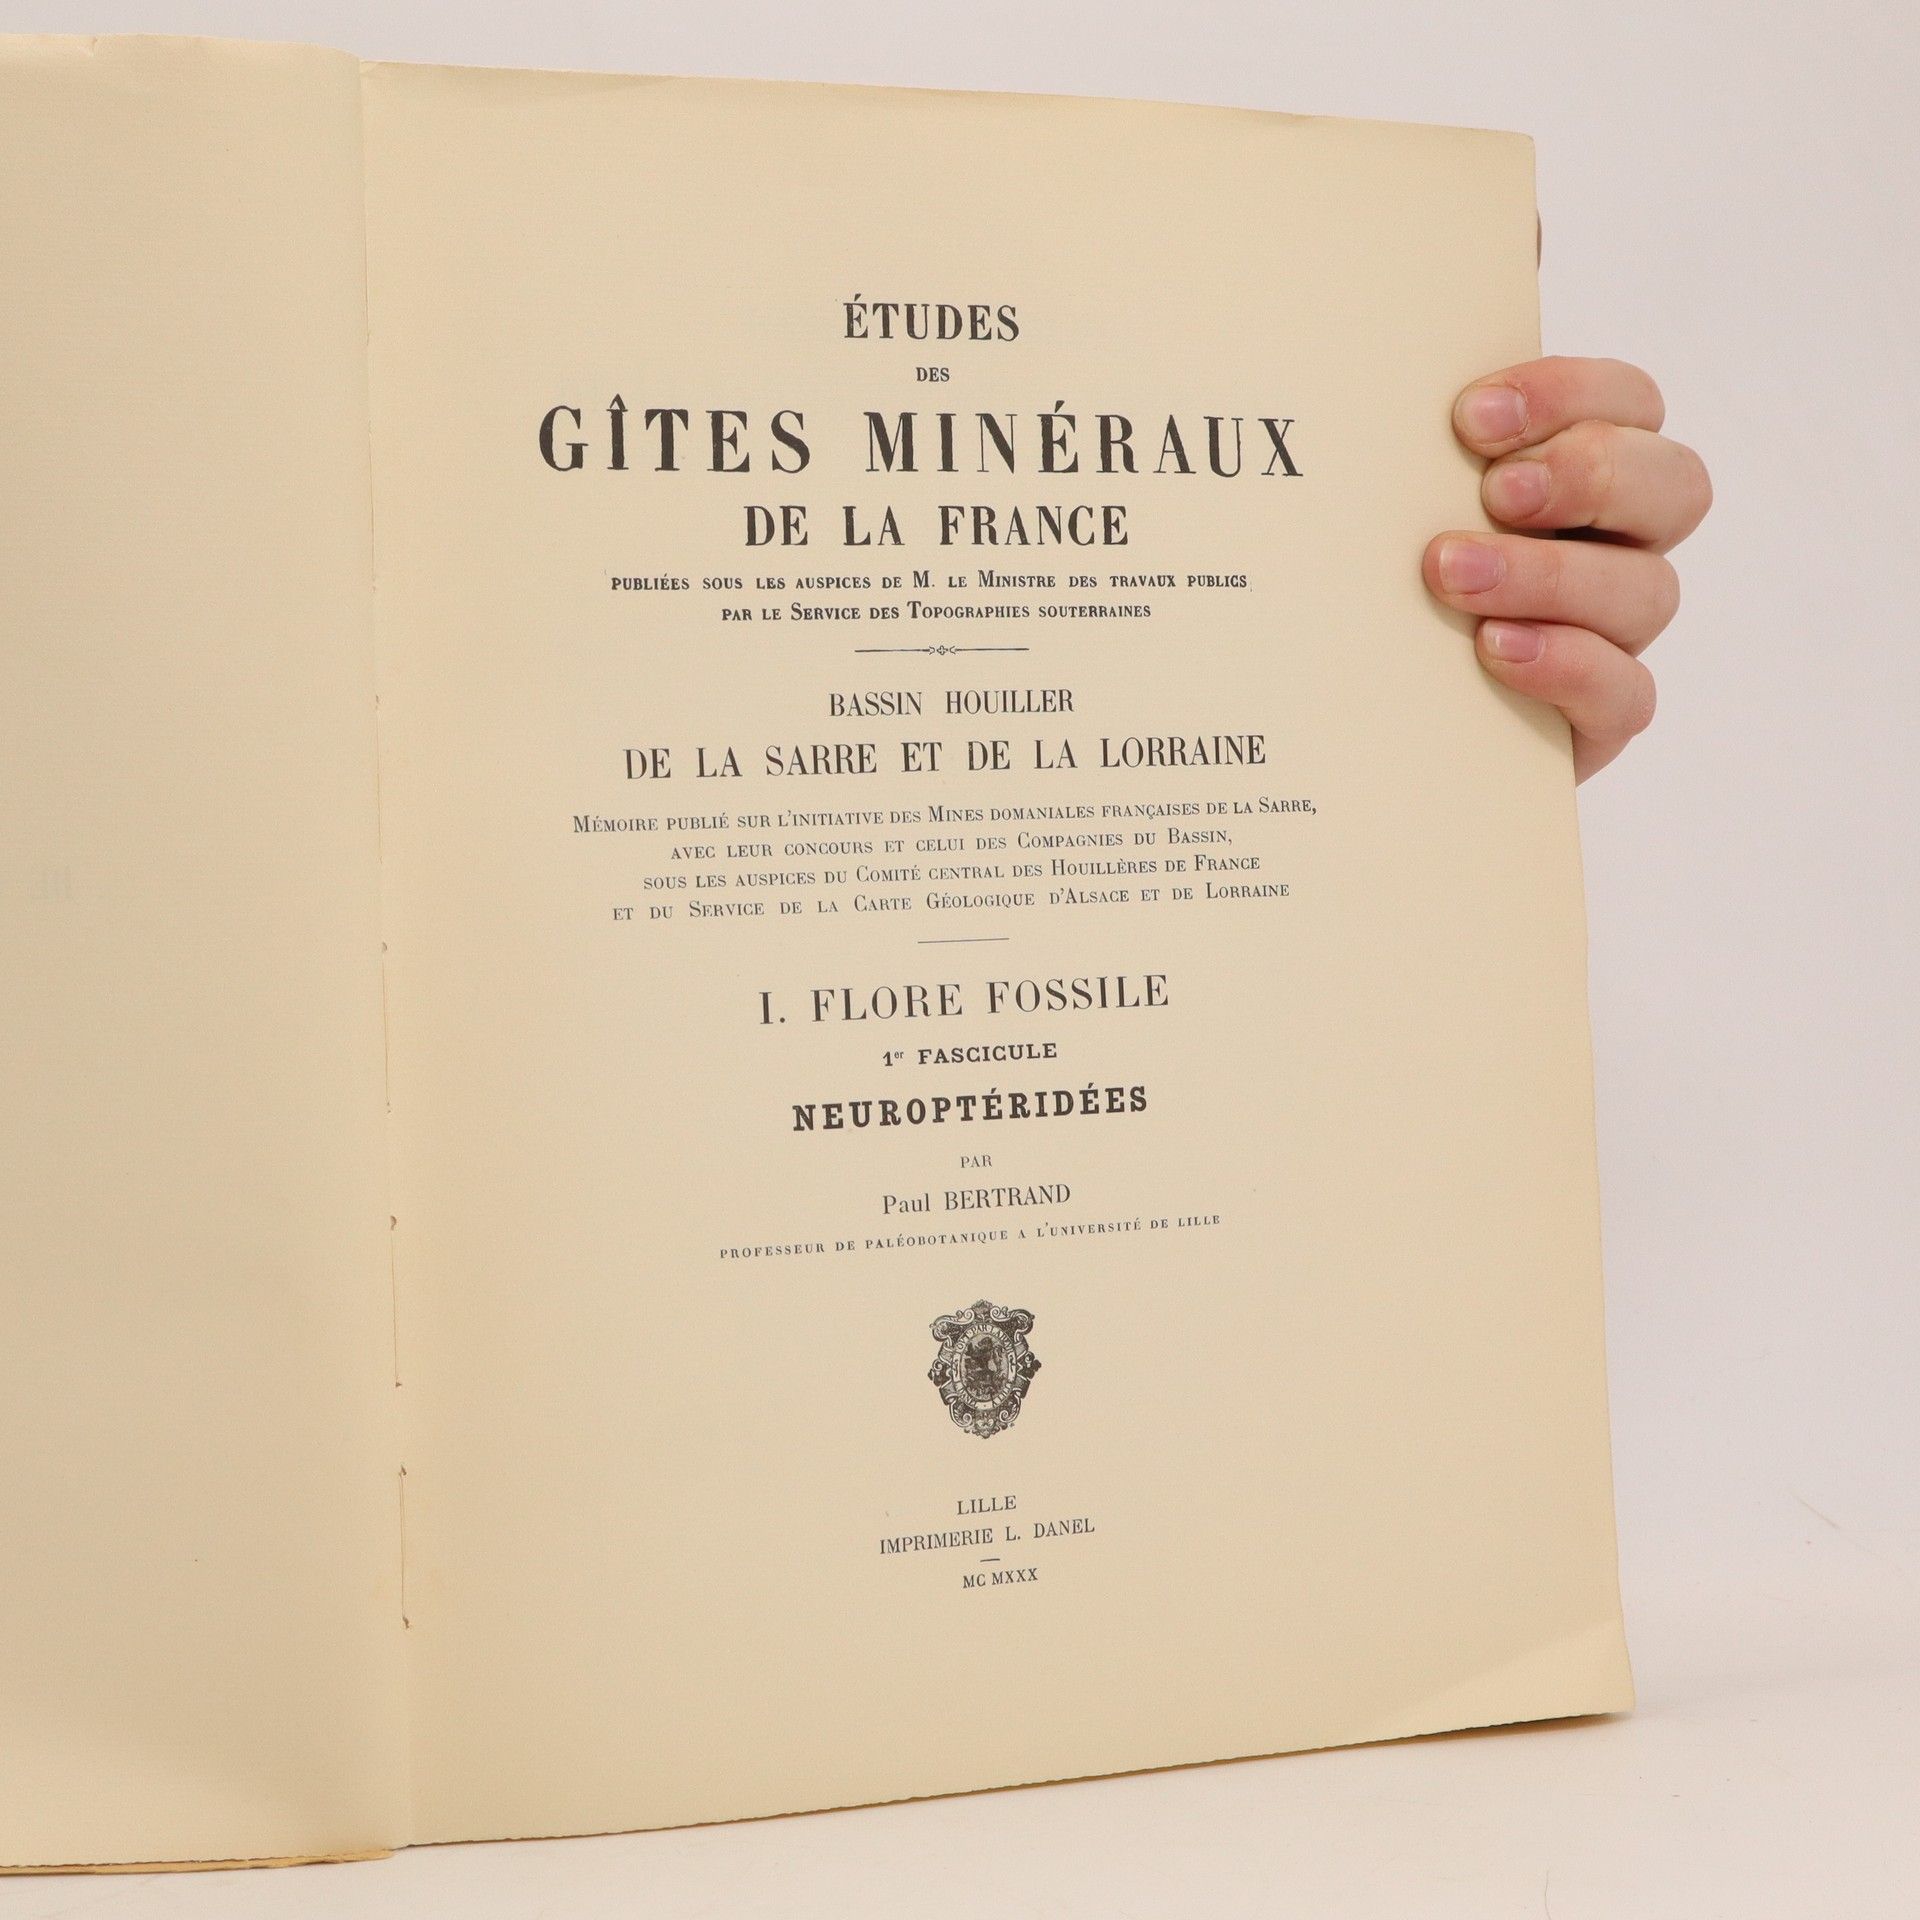 ÉTUDES
DES
GÎTES MINÉRAUX
DE LA FRANCE
PUBLIÉES SOUS LES AUSPICES DE M. LE MINISTRE DES TRAVAUX PUBLICS
PAR LE SERVICE DES TOPOGRAPHIES SOUTERRAINES
BASSIN HOUILLER
DE LA SARRE ET DE LA LORRAINE
MÉMOIRE PUBLIÉ SUR L'INITIATIVE DES MINES DOMANIALES FRANÇAISES DE LA SARRE,
AVEC LEUR CONCOURS ET CELUI DES COMPAGNIES DU BASSIN,
SOUS LES AUSPICES DU COMITÉ CENTRAL DES HOUILLÈRES DE FRANCE
ET DU SERVICE DE LA CARTE GÉOLOGIQUE D'ALSACE ET DE LORRAINE
I. FLORE FOSSILE
1er FASCICULE
NEUROPTÉRIDÉES
PAR
Paul BERTRAND
PROFESSEUR DE PALÉOBOTANIQUE A L'UNIVERSITÉ DE LILLE
LILLE
IMPRIMERIE L. DANEL
MC MXXX